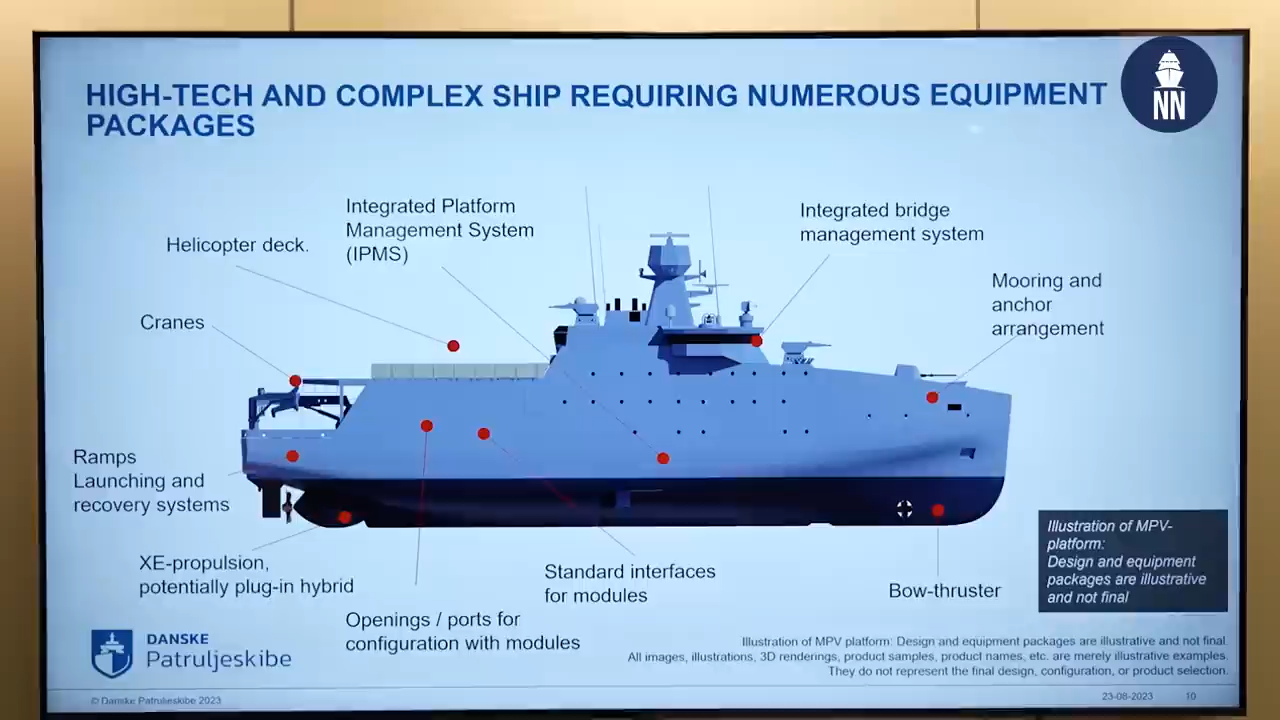 HIGH-TECH AND COMPLEX SHIP REQUIRING NUMEROUS EQUIPMENT
PACKAGES
NN
Integrated Platform
Management System
(IPMS)
Helicopter deck.
Cranes
Integrated bridge
management system
Mooring and
anchor
arrangement
Ramps
Launching and
recovery systems
XE-propulsion,
potentially plug-in hybrid
Openings / ports for
configuration with modules
Standard interfaces
for modules
Bow-thruster
Illustration of MPV-
platform:
Design and equipment
packages are illustrative
and not final
DANSKE
Patruljeskibe
Illustration of MPV platform: Design and equipment packages are illustrative and not final.
All images, illustrations, 3D renderings, product samples, product names, etc. are merely illustrative examples.
They do not represent the final design, configuration, or product selection.
© Danske Patruljeskibe 2023
23-08-2023
10